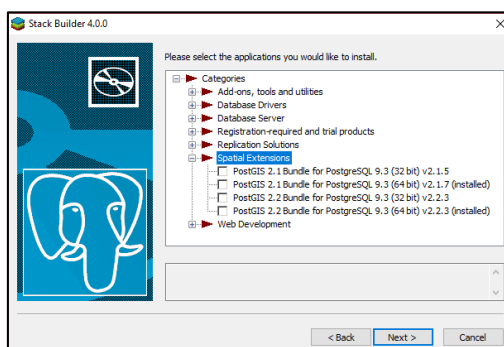 Stack Builder 4.0.0
Please select the applications you would like to install.
Categories
Add-ons, tools and utilities
Database Drivers
Database Server
Registration-required and trial products
Replication Solutions
Spatial Extensions
PostGIS 2.1 Bundle for PostgreSQL 9.3 (32 bit) v2.1.5
PostGIS 2.1 Bundle for PostgreSQL 9.3 (64 bit) v2.1.7 (installed)
PostGIS 2.2 Bundle for PostgreSQL 9.3 (32 bit) v2.2.3
PostGIS 2.2 Bundle for PostgreSQL 9.3 (64 bit) v2.2.3 (installed)
Web Development
< Back Next > Cancel